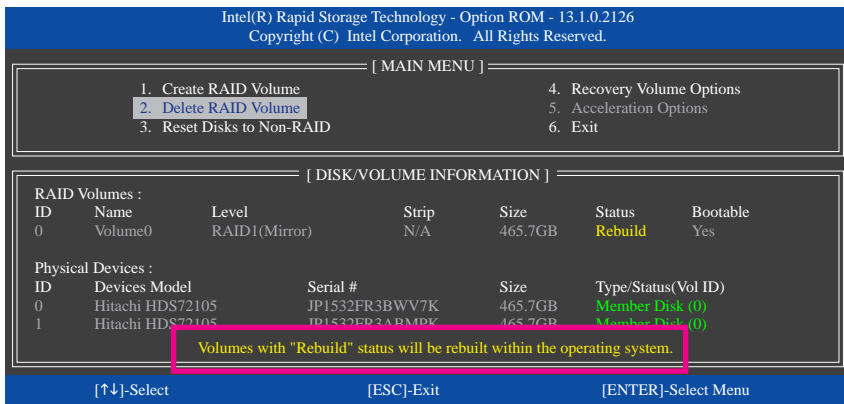 Intel(R) Rapid Storage Technology - Option ROM - 13.1.0.2126
Copyright (C) Intel Corporation. All Rights Reserved.
[ MAIN MENU ]
1. Create RAID Volume
2. Delete RAID Volume
3. Reset Disks to Non-RAID
4. Recovery Volume Options
5. Acceleration Options
6. Exit
[ DISK/VOLUME INFORMATION ]
RAID Volumes :
ID Name Level Strip Size Status Bootable
0 Volume0 RAID1(Mirror) N/A 465.7GB Rebuild Yes
Physical Devices :
ID Devices Model Serial # Size Type/Status(Vol ID)
0 Hitachi HDS72105 JP1532FR3BWV7K 465.7GB Member Disk (0)
1 Hitachi HDS72105 JP1532FR3ABMPK 465.7GB Member Disk (0)
Volumes with "Rebuild" status will be rebuilt within the operating system.
[↑↓]-Select [ESC]-Exit [ENTER]-Select Menu